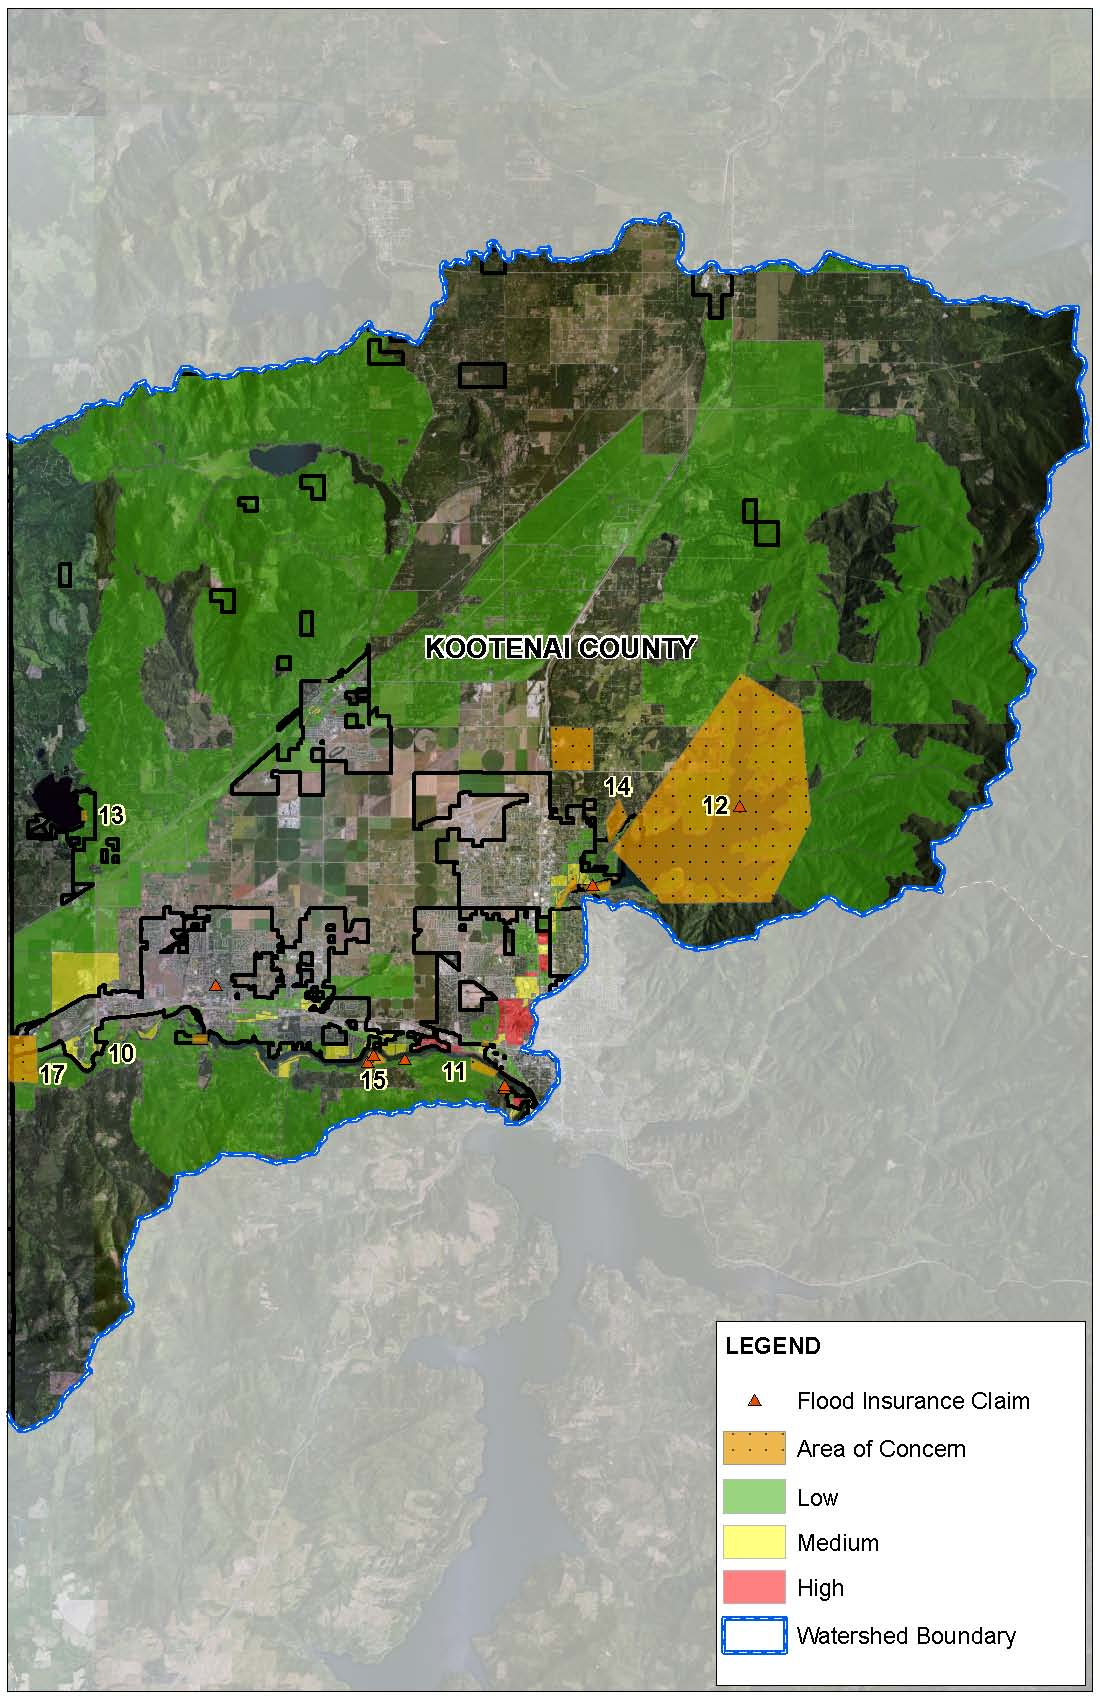 KOOTENAI COUNTY
14
12
13
10
17
15
11
LEGEND
Flood Insurance Claim
Area of Concern
Low
Medium
High
Watershed Boundary